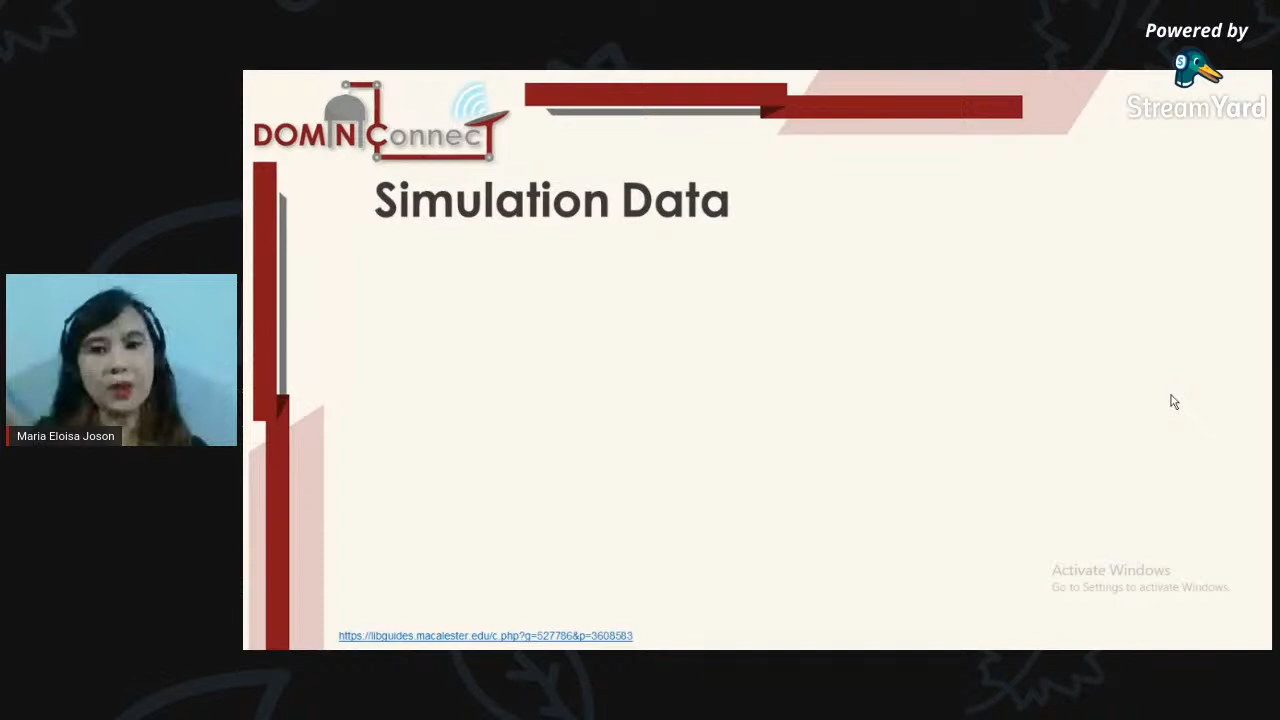 Powered by
StreamYard
DOMINiConnecT
Simulation Data
Maria Eloisa Joson
Activate Windows
Go to Settings to activate Windows.
https://libguides.macalester.edu/c.php?g=527786&p=3608583